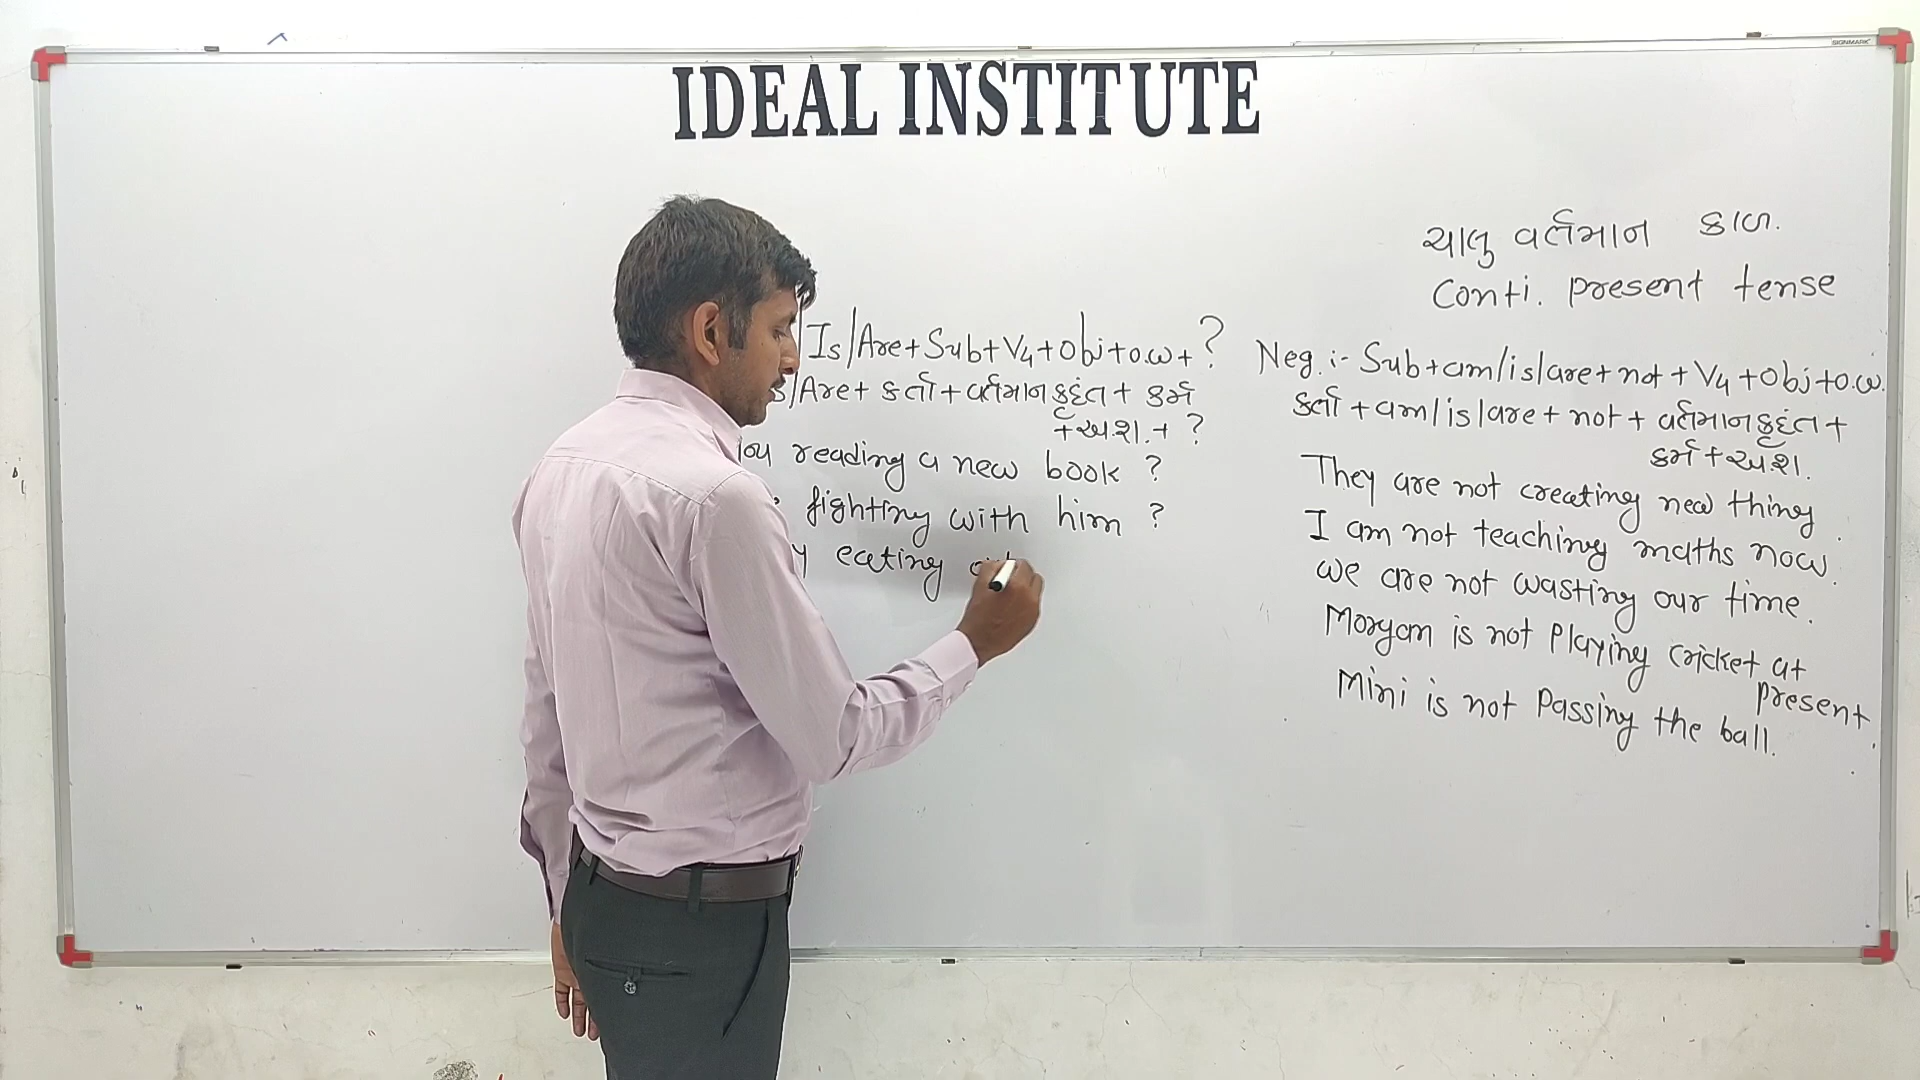 IDEAL INSTITUTE
SIGNMARK
ચાલુ વર્તમાન કાળ.
Conti. present tense
Is/Are+Sub+V4+Obj+o.w+?
/Are+ કર્તા+વર્તમાન કૃદંત+ કર્મ
+અ.શ.+ ?
reading a new book ?
fighting with him ?
eating
Neg. :- Sub+am/is/are+not+V4+Obj+o.w.
કર્તા+am/is/are+not+ વર્તમાન કૃદંત+
કર્મ+અ.શ.
They are not creating new thing.
I am not teaching maths now.
we are not wasting our time.
Moryam is not Playing cricket at
present.
Mini is not Passing the ball.